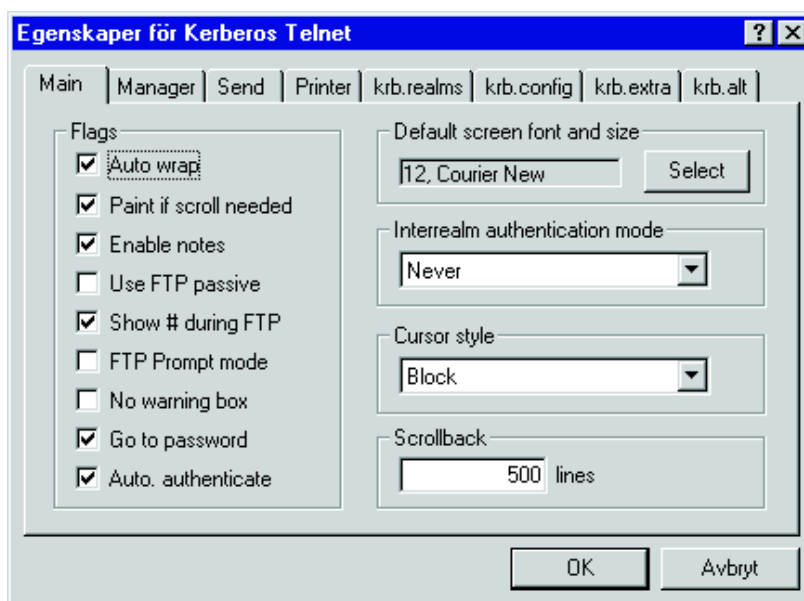 Egenskaper för Kerberos Telnet
Main Manager Send Printer krb.realms krb.config krb.extra krb.alt
Flags
Auto wrap
Paint if scroll needed
Enable notes
Use FTP passive
Show # during FTP
FTP Prompt mode
No warning box
Go to password
Auto. authenticate
Default screen font and size
12, Courier New Select
Interrealm authentication mode
Never
Cursor style
Block
Scrollback
500 lines
OK Avbryt